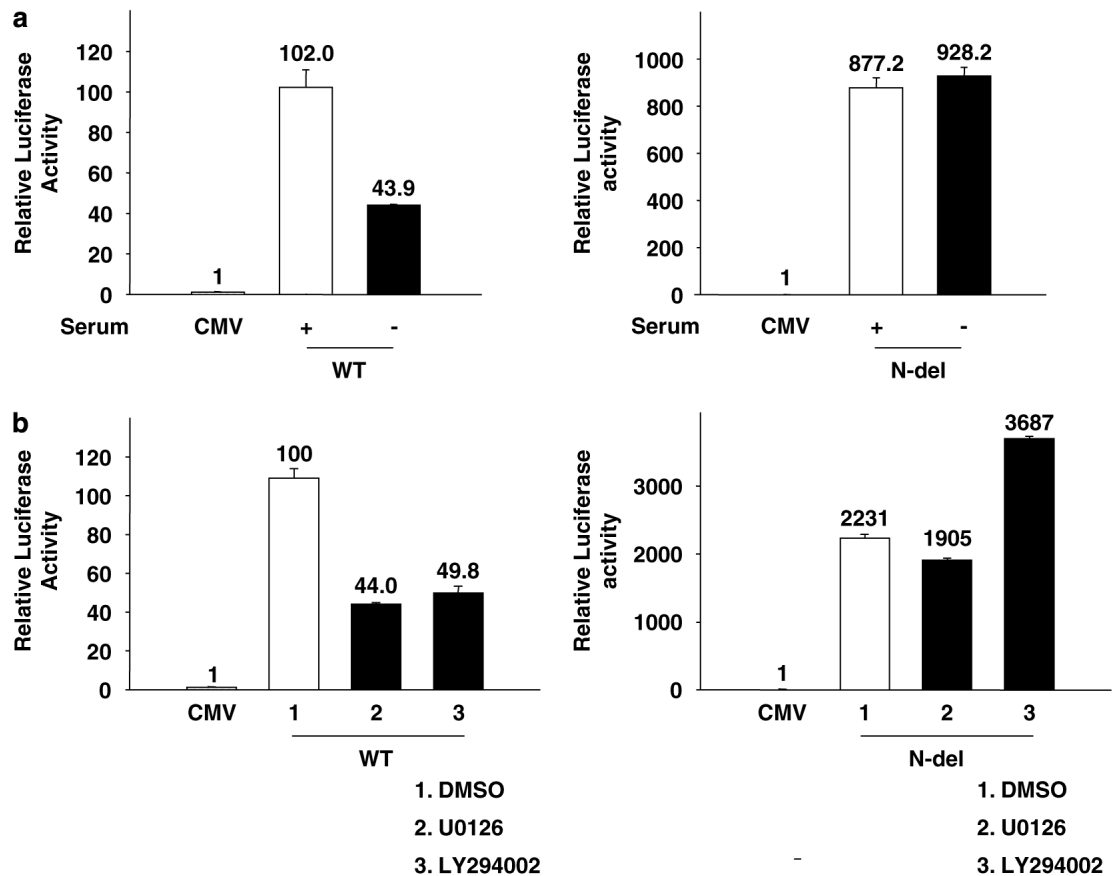 a
Relative Luciferase
Activity
120
100
80
60
40
20
0
1
102.0
43.9
Serum CMV + -
WT
Relative Luciferase
activity
1000
800
600
400
200
0
1
877.2
928.2
Serum CMV + -
N-del
b
Relative Luciferase
Activity
120
100
80
60
40
20
0
1
100
44.0
49.8
CMV 1 2 3
WT
1. DMSO
2. U0126
3. LY294002
Relative Luciferase
activity
3000
2000
1000
0
1
2231
1905
3687
CMV 1 2 3
N-del
1. DMSO
2. U0126
3. LY294002